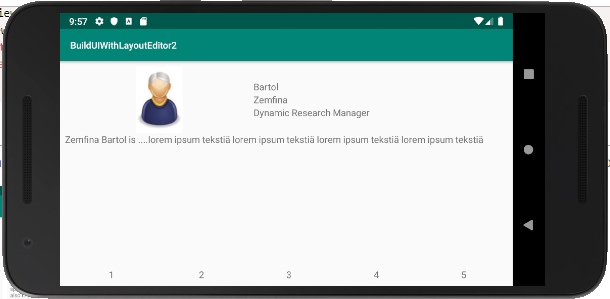 9:57
BuildUIWithLayoutEditor2
Bartol
Zemfina
Dynamic Research Manager
Zemfina Bartol is ....lorem ipsum tekstiä lorem ipsum tekstiä lorem ipsum tekstiä lorem ipsum tekstiä
1 2 3 4 5